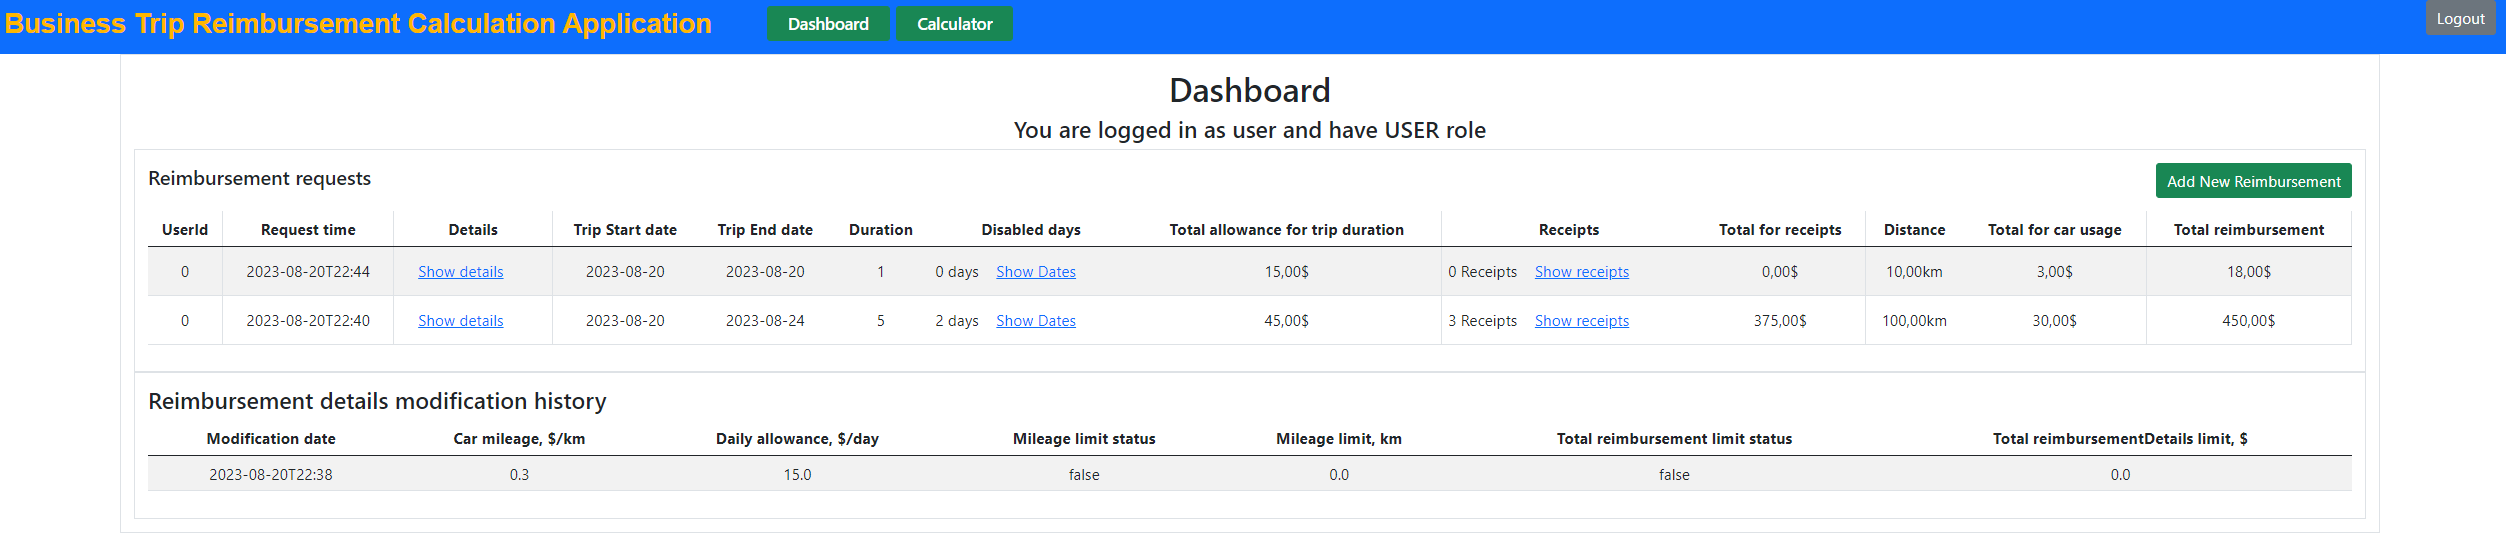 Business Trip Reimbursement Calculation Application Dashboard Calculator Logout
Dashboard
You are logged in as user and have USER role
Reimbursement requests Add New Reimbursement
UserId Request time Details Trip Start date Trip End date Duration Disabled days Total allowance for trip duration Receipts Total for receipts Distance Total for car usage Total reimbursement
0 2023-08-20T22:44 Show details 2023-08-20 2023-08-20 1 0 days Show Dates 15,00$ 0 Receipts Show receipts 0,00$ 10,00km 3,00$ 18,00$
0 2023-08-20T22:40 Show details 2023-08-20 2023-08-24 5 2 days Show Dates 45,00$ 3 Receipts Show receipts 375,00$ 100,00km 30,00$ 450,00$
Reimbursement details modification history
Modification date Car mileage, $/km Daily allowance, $/day Mileage limit status Mileage limit, km Total reimbursement limit status Total reimbursementDetails limit, $
2023-08-20T22:38 0.3 15.0 false 0.0 false 0.0